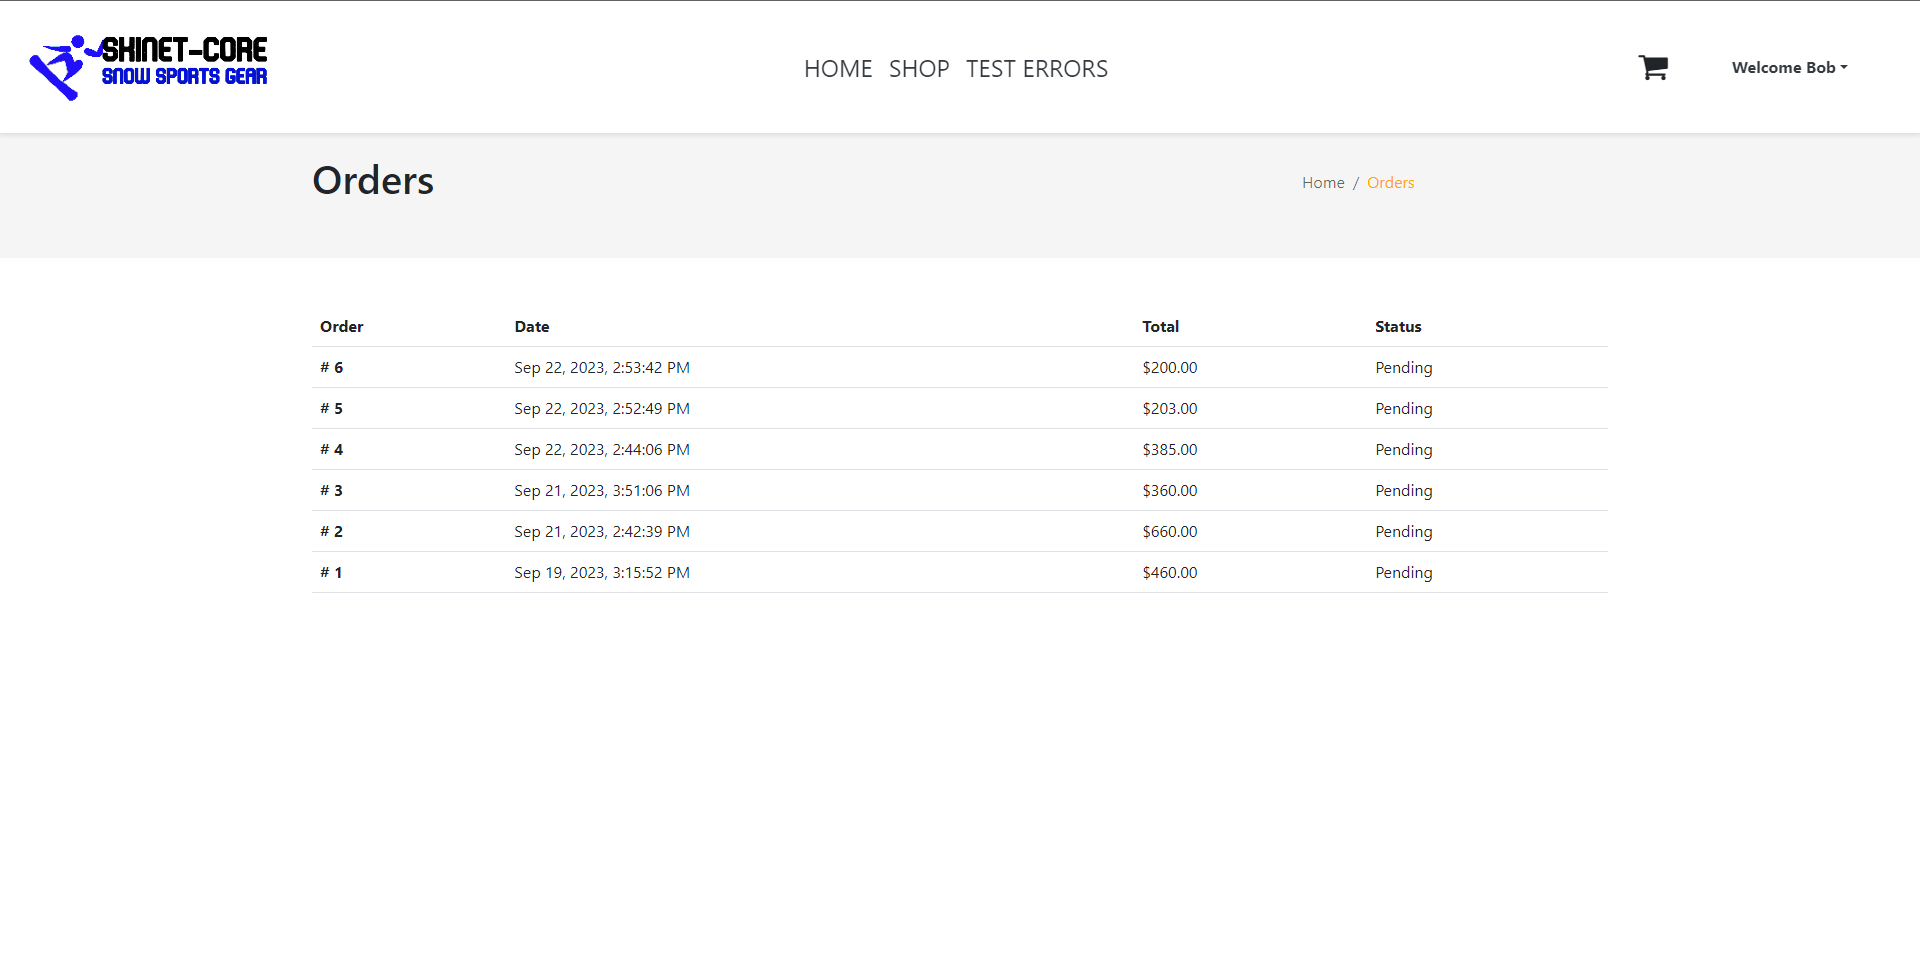 SKINET-CORE
SNOW SPORTS GEAR
HOME SHOP TEST ERRORS
Welcome Bob
Orders
Home / Orders
Order Date Total Status
# 6 Sep 22, 2023, 2:53:42 PM $200.00 Pending
# 5 Sep 22, 2023, 2:52:49 PM $203.00 Pending
# 4 Sep 22, 2023, 2:44:06 PM $385.00 Pending
# 3 Sep 21, 2023, 3:51:06 PM $360.00 Pending
# 2 Sep 21, 2023, 2:42:39 PM $660.00 Pending
# 1 Sep 19, 2023, 3:15:52 PM $460.00 Pending